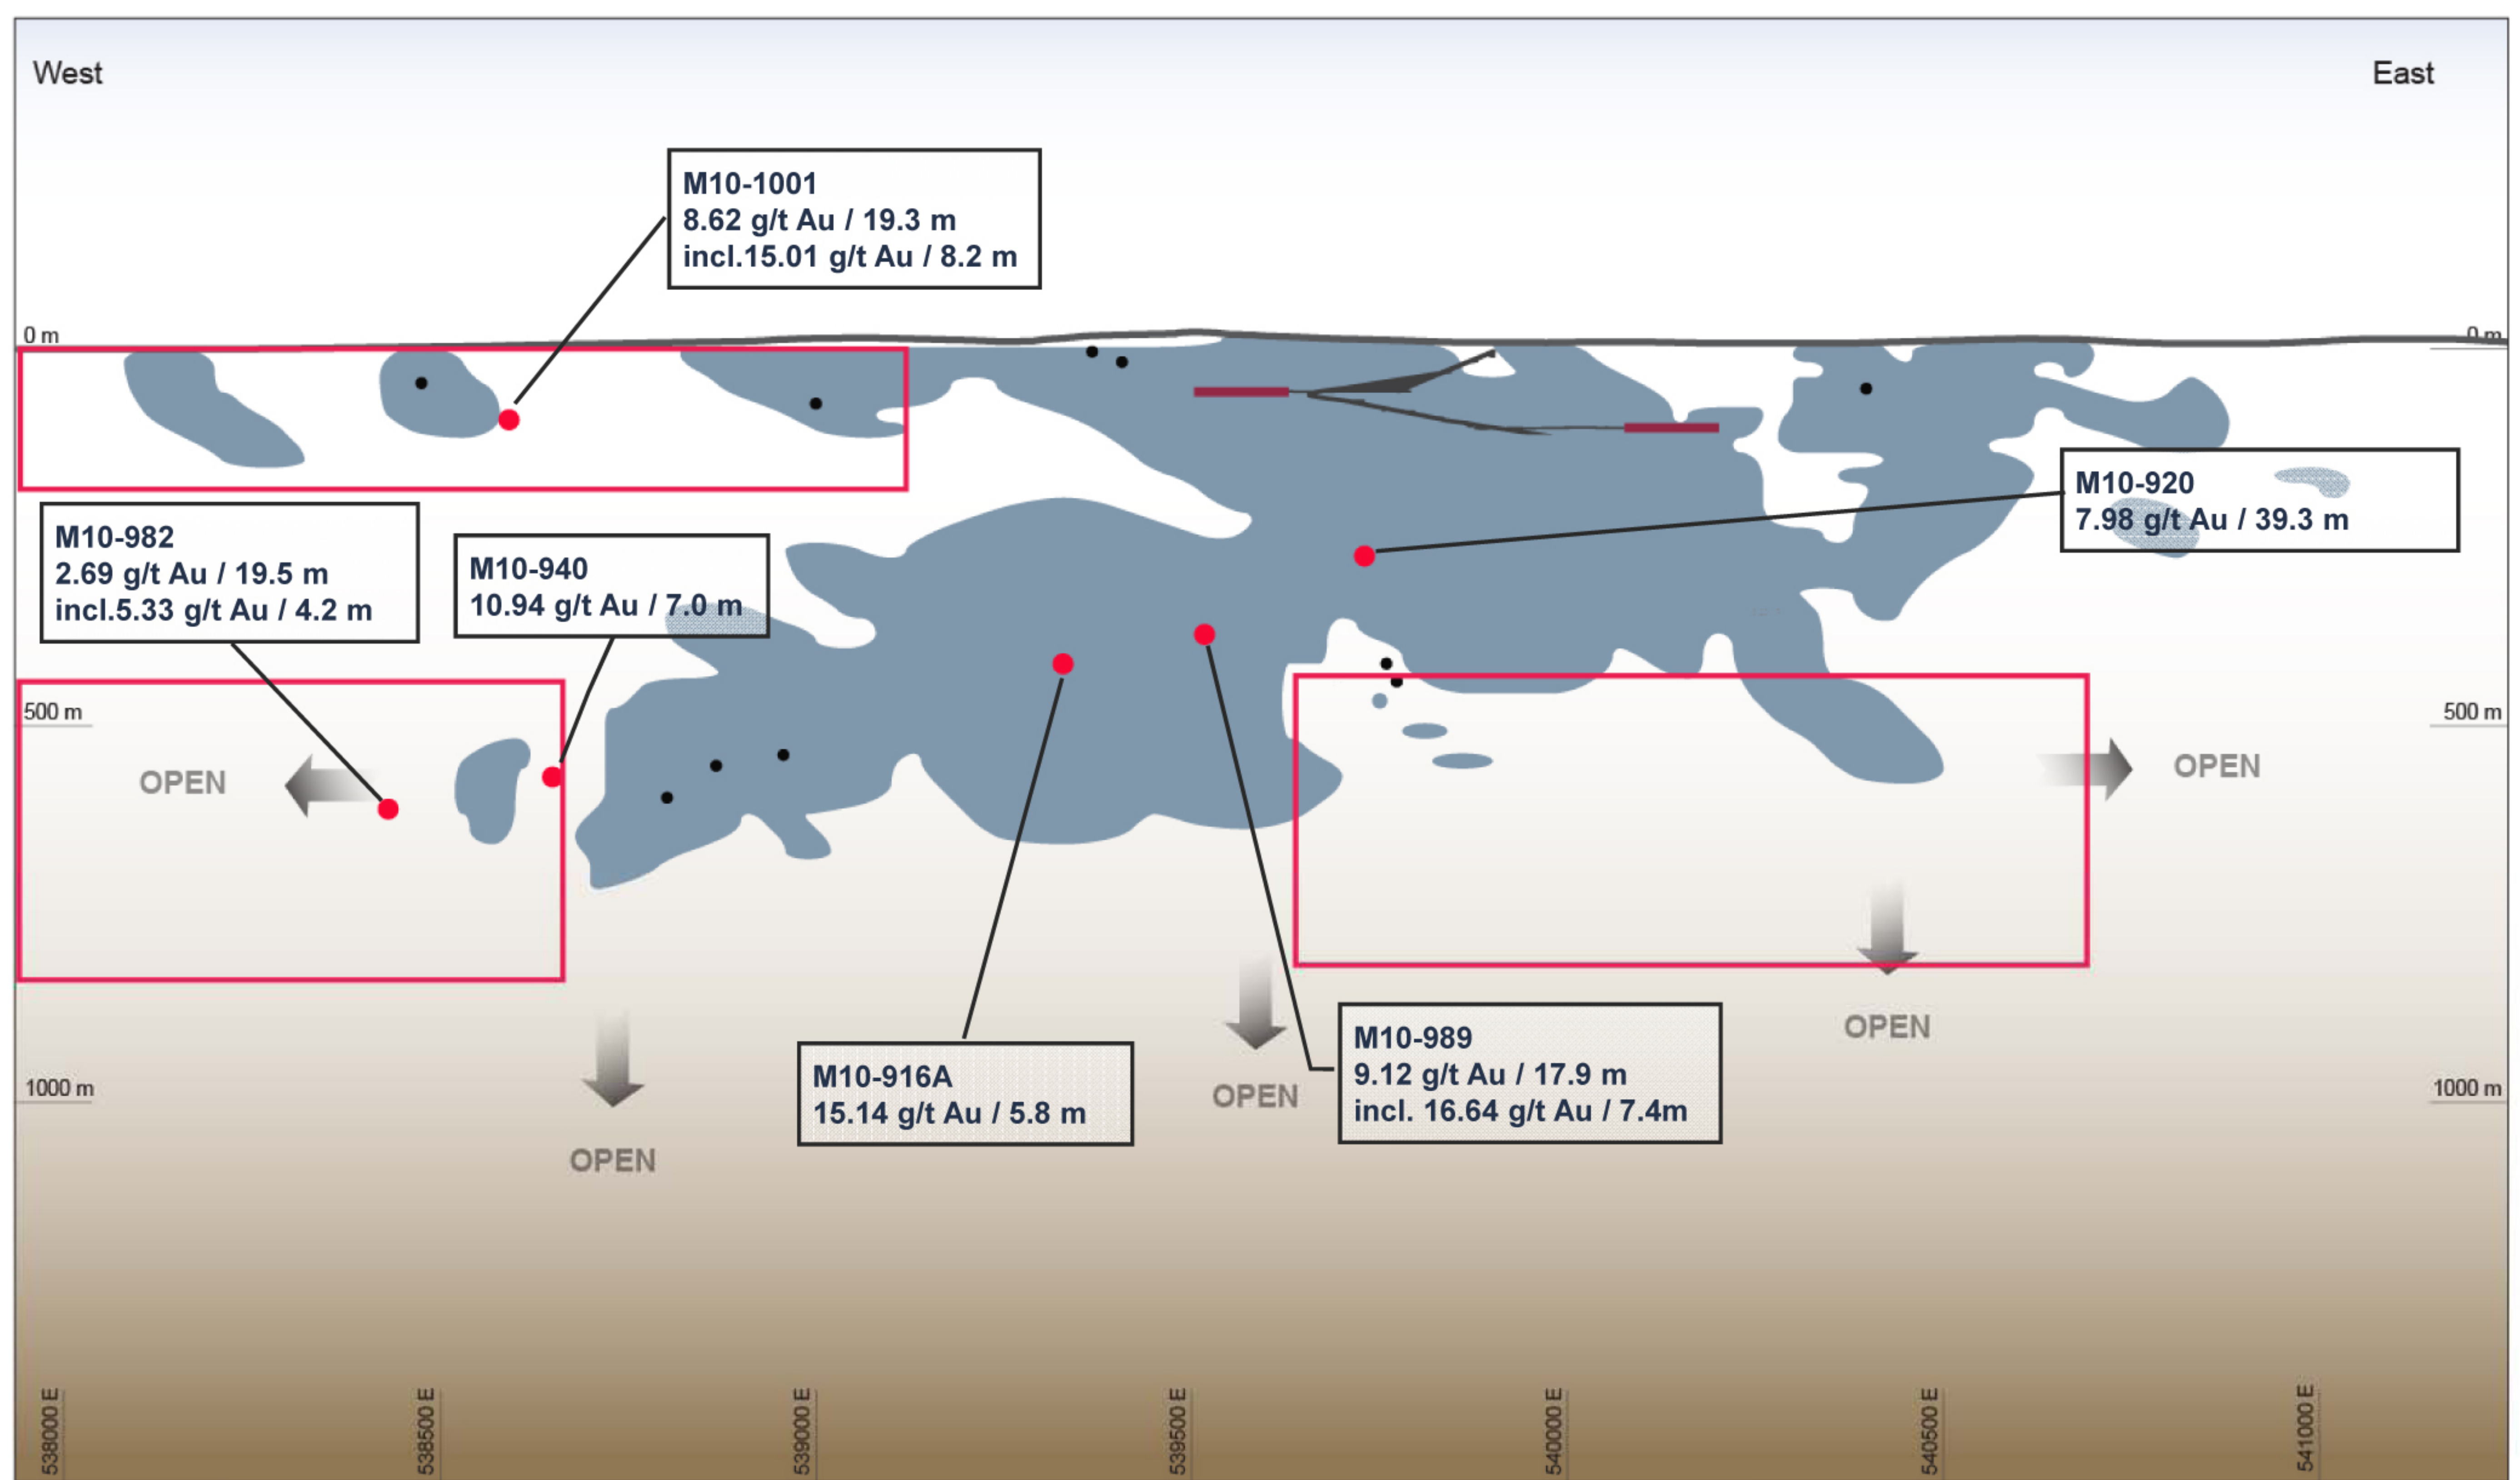 West
East
M10-1001
8.62 g/t Au / 19.3 m
incl.15.01 g/t Au / 8.2 m
0 m
0 m
M10-920
7.98 g/t Au / 39.3 m
M10-982
2.69 g/t Au / 19.5 m
incl.5.33 g/t Au / 4.2 m
M10-940
10.94 g/t Au / 7.0 m
500 m
500 m
OPEN
OPEN
M10-916A
15.14 g/t Au / 5.8 m
M10-989
9.12 g/t Au / 17.9 m
incl. 16.64 g/t Au / 7.4m
OPEN
OPEN
OPEN
1000 m
1000 m
538000 E
538500 E
539000 E
539500 E
540000 E
540500 E
541000 E